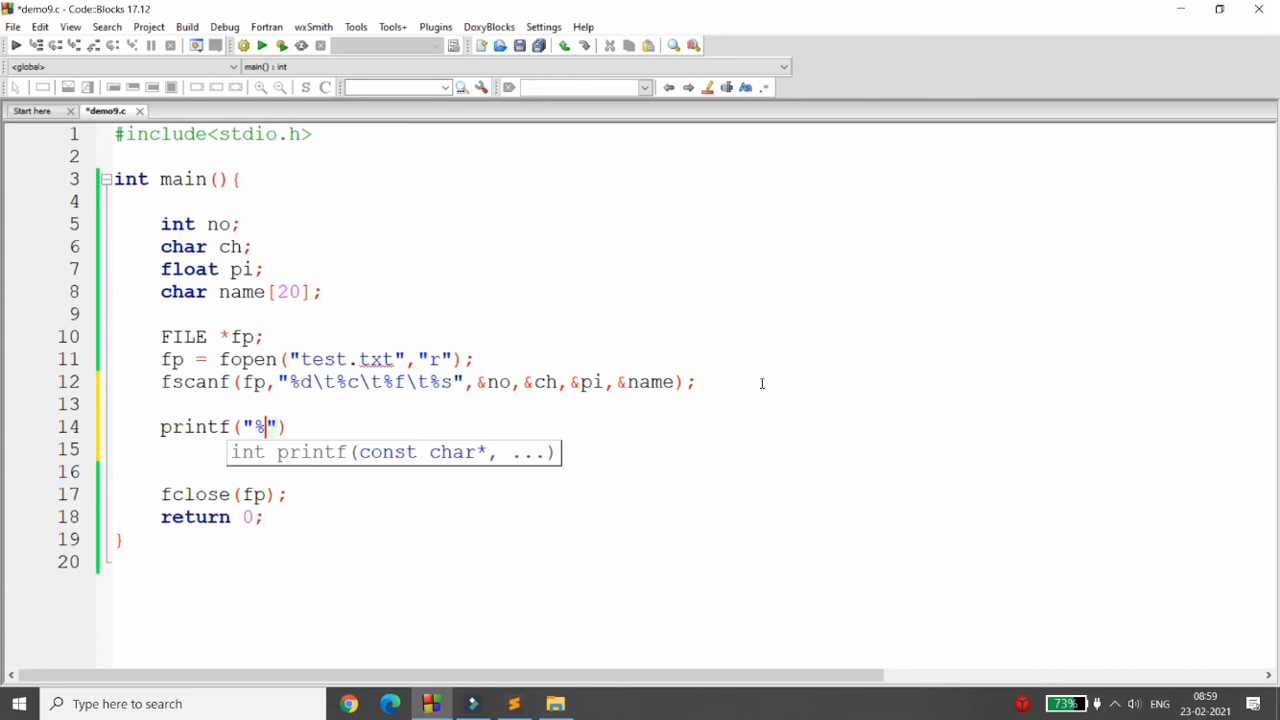 *demo9.c - Code::Blocks 17.12
File Edit View Search Project Build Debug Fortran wxSmith Tools Tools+ Plugins DoxyBlocks Settings Help
<global> main() : int
S C
Start here *demo9.c
1 #include<stdio.h>
2
3 int main(){
4
5 int no;
6 char ch;
7 float pi;
8 char name[20];
9
10 FILE *fp;
11 fp = fopen("test.txt","r");
12 fscanf(fp,"%d\t%c\t%f\t%s",&no,&ch,&pi,&name);
13
14 printf("%")
15 int printf(const char*, ...)
16
17 fclose(fp);
18 return 0;
19 }
20
Type here to search 73% ENG 08:59
23-02-2021